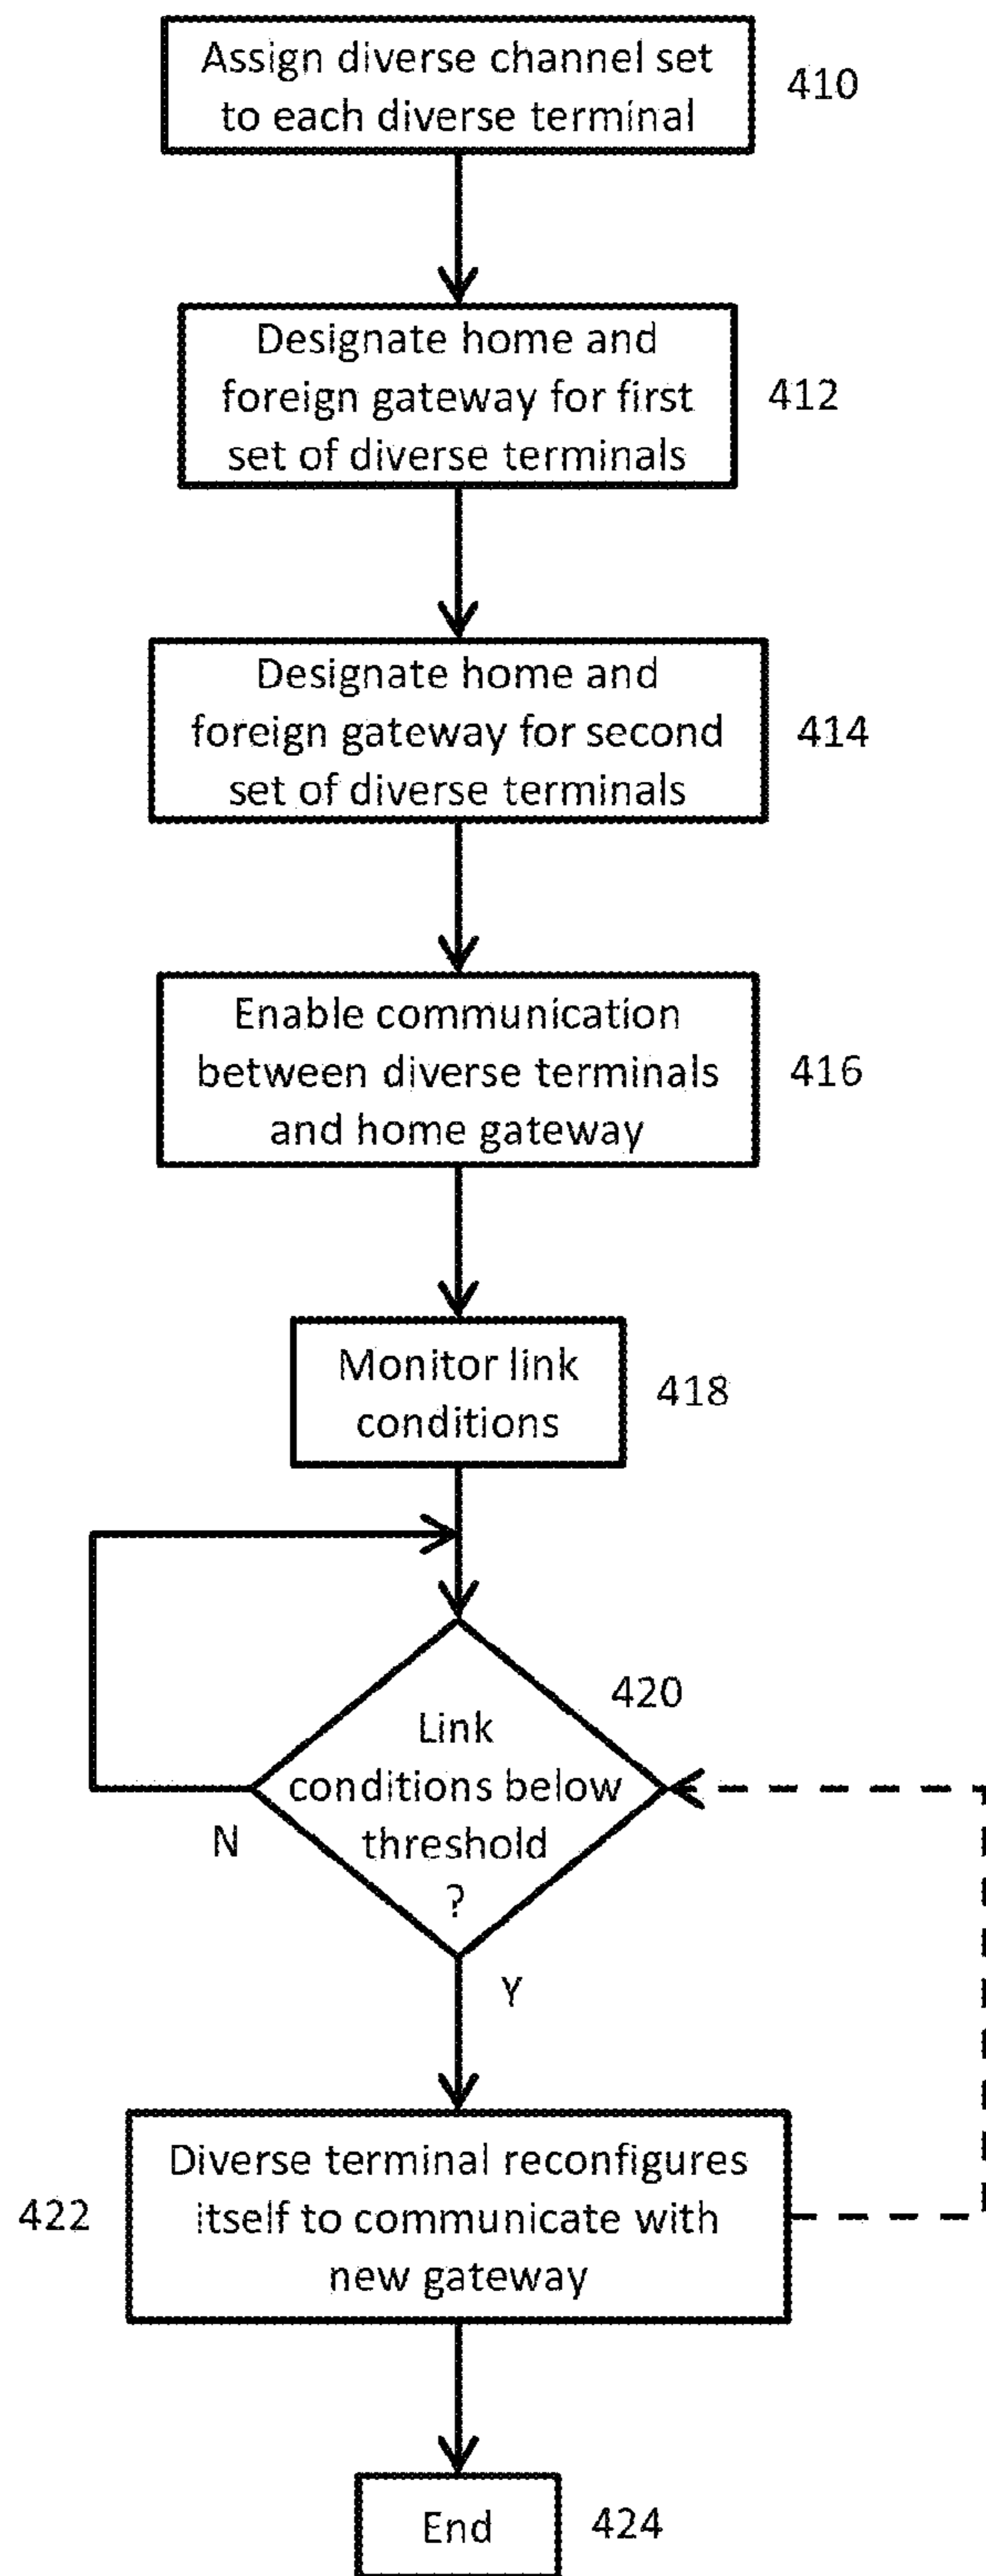 Assign diverse channel set
to each diverse terminal
410
Designate home and
foreign gateway for first
set of diverse terminals
412
Designate home and
foreign gateway for second
set of diverse terminals
414
Enable communication
between diverse terminals
and home gateway
416
Monitor link
conditions
418
420
Link
conditions below
threshold
?
N
Y
Diverse terminal reconfigures
itself to communicate with
new gateway
422
End
424